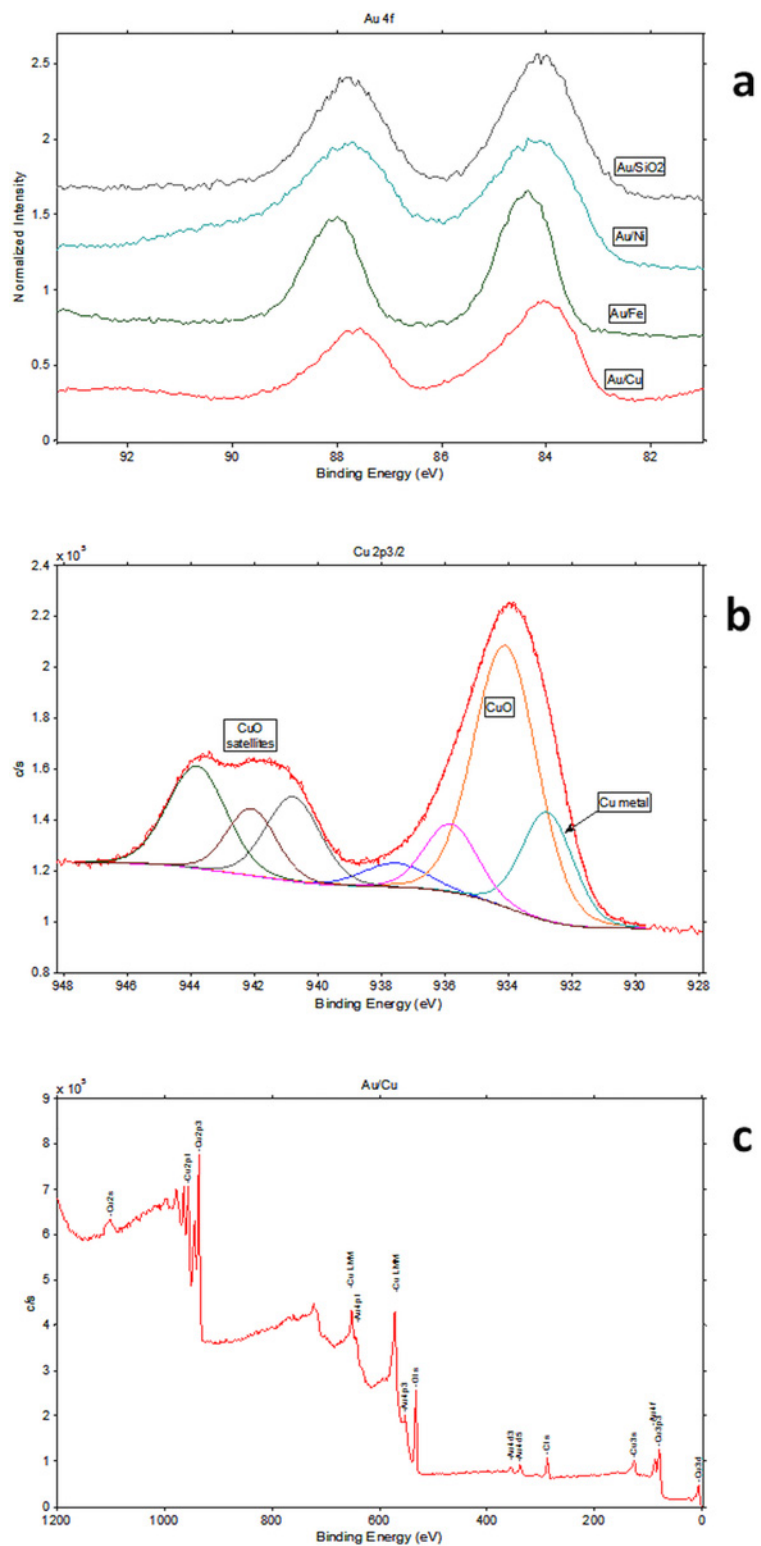 Au 4f
a
2.5
2
1.5
1
0.5
0
Normalized Intensity
Au/SiO2
Au/Ni
Au/Fe
Au/Cu
92 90 88 86 84 82
Binding Energy (eV)
Cu 2p3/2
b
x 10⁵
2.4
2.2
2
1.8
1.6
1.4
1.2
1
0.8
c/s
CuO
satellites
CuO
Cu metal
948 946 944 942 940 938 936 934 932 930 928
Binding Energy (eV)
Au/Cu
c
x 10⁵
9
8
7
6
5
4
3
2
1
0
c/s
-Cu2s
-Cu2p1
-Cu2p3
-Cu LMM
-Au4p1
-Cu LMM
-Au4p3
-O1s
-Au4d3
-Au4d5
-C1s
-Cu3s
-Au4f
-Cu3p3
-Cu3d
1200 1000 800 600 400 200 0
Binding Energy (eV)